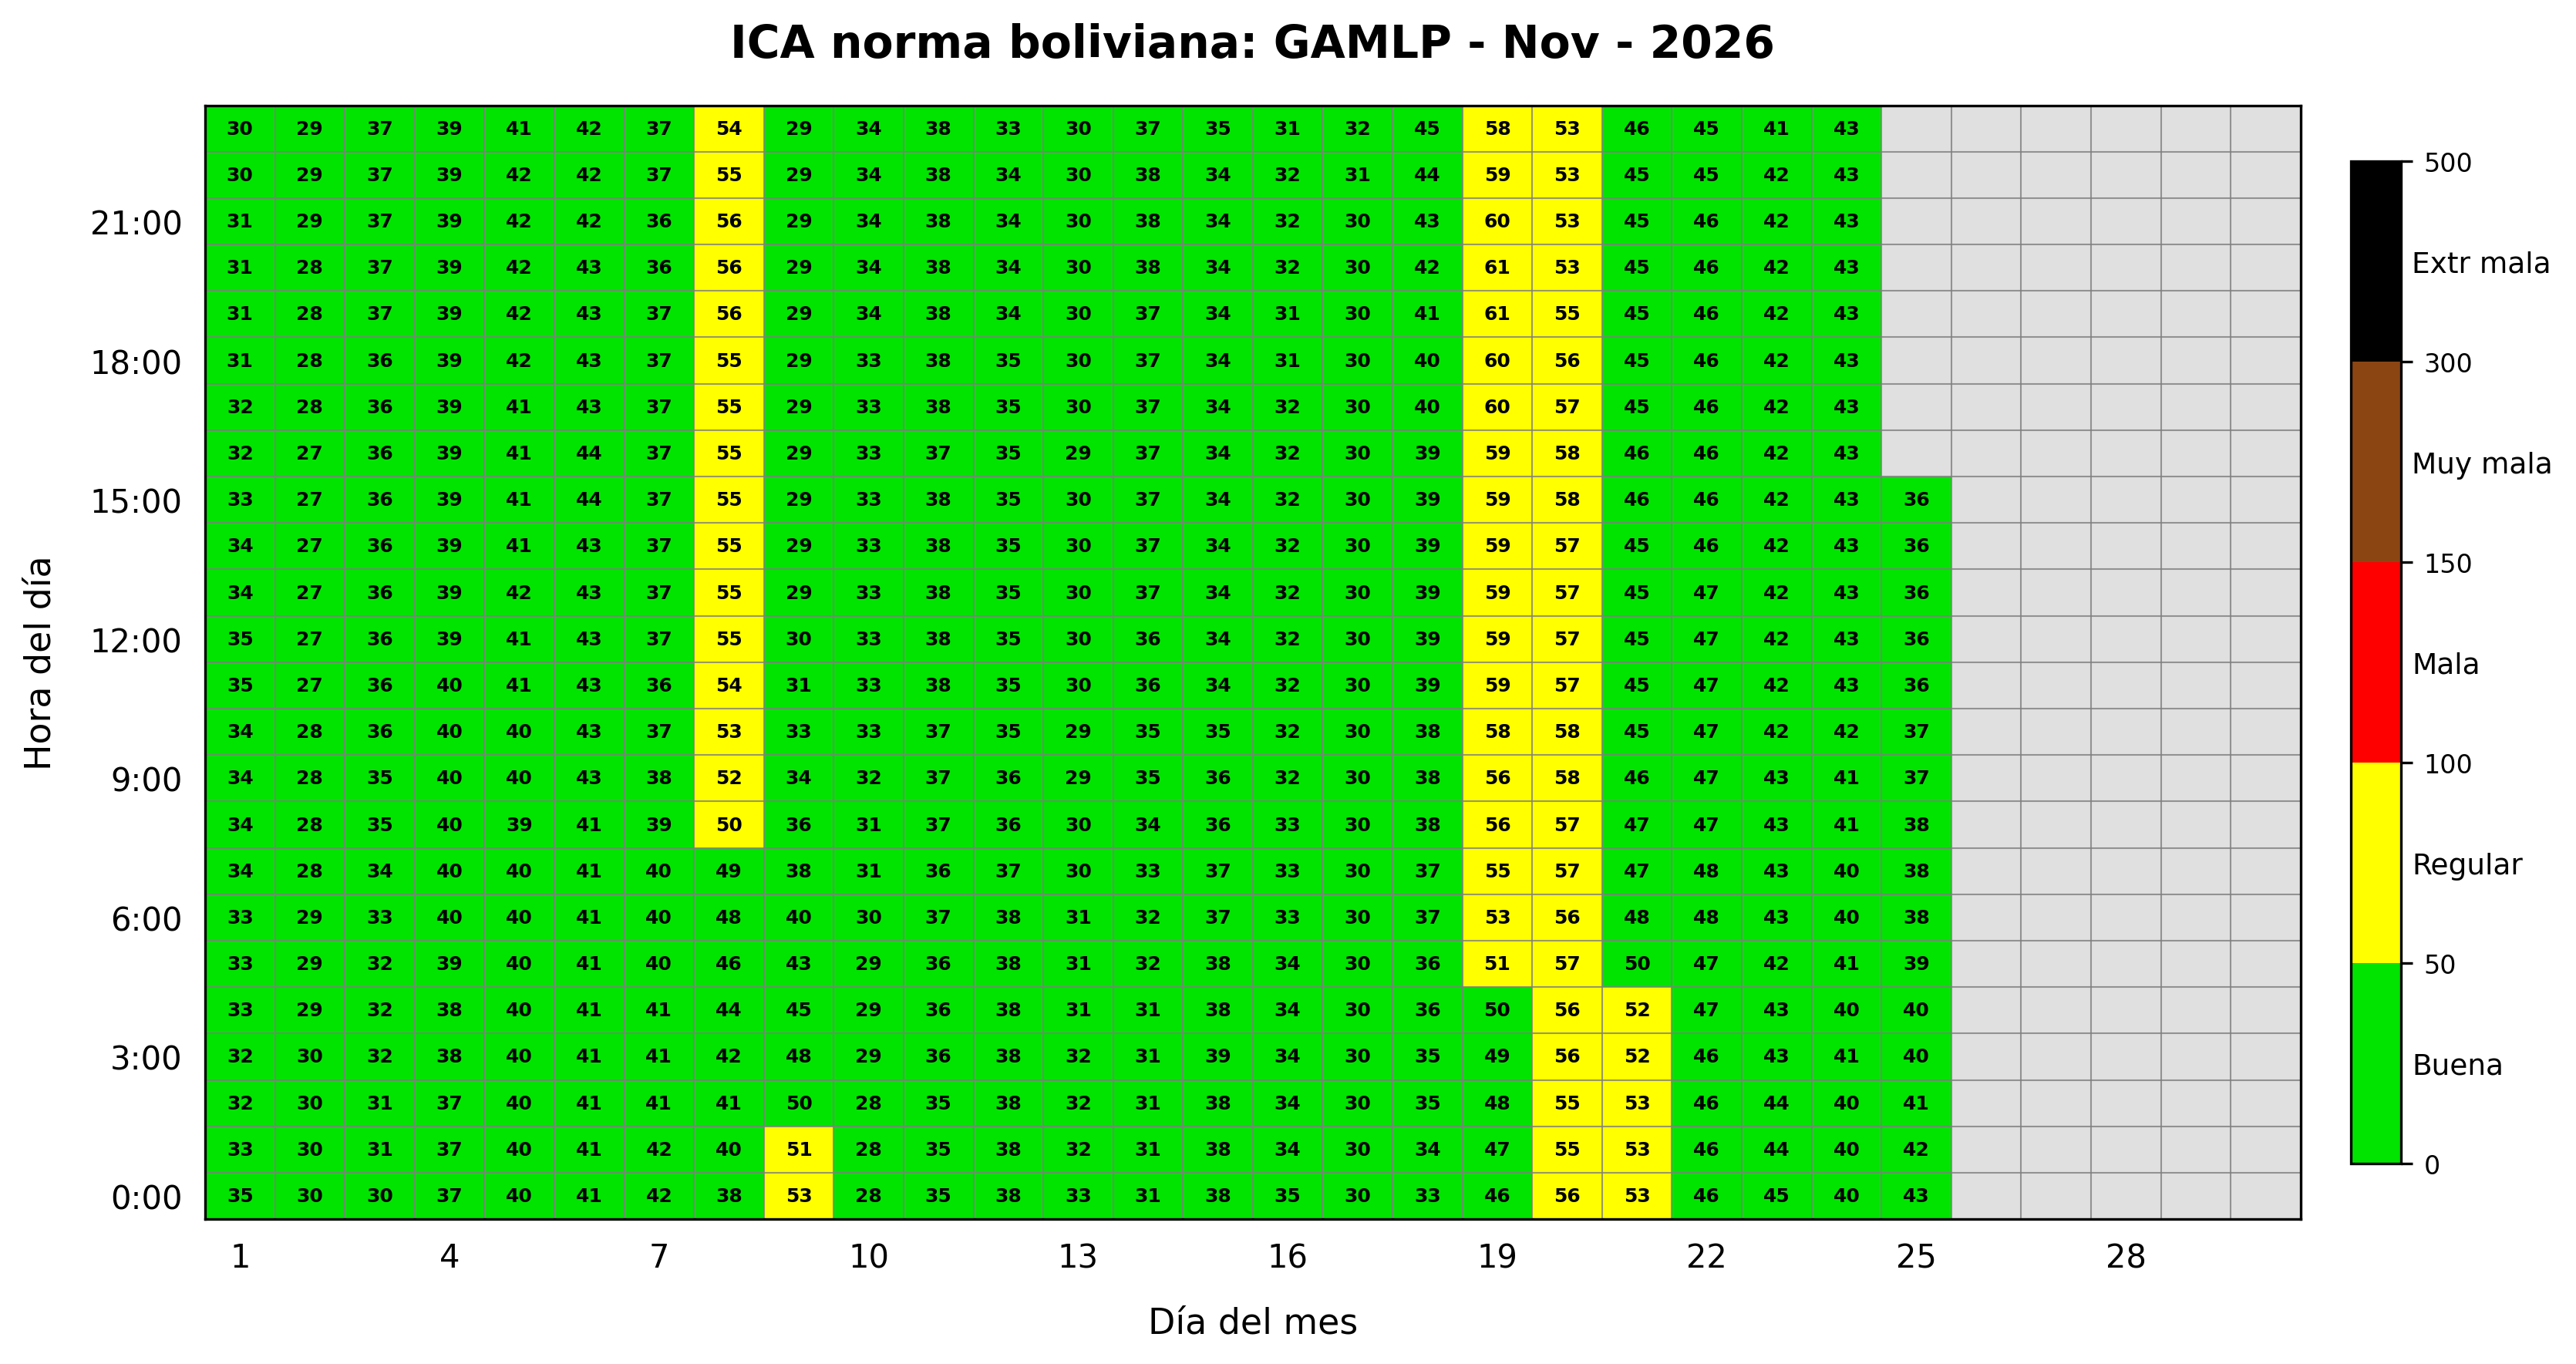 ICA norma boliviana: GAMLP - Nov - 2026
30 29 37 39 41 42 37 54 29 34 38 33 30 37 35 31 32 45 58 53 46 45 41 43
30 29 37 39 42 42 37 55 29 34 38 34 30 38 34 32 31 44 59 53 45 45 42 43
21:00 31 29 37 39 42 42 36 56 29 34 38 34 30 38 34 32 30 43 60 53 45 46 42 43
31 28 37 39 42 43 36 56 29 34 38 34 30 38 34 32 30 42 61 53 45 46 42 43
31 28 37 39 42 43 37 56 29 34 38 34 30 37 34 31 30 41 61 55 45 46 42 43
18:00 31 28 36 39 42 43 37 55 29 33 38 35 30 37 34 31 30 40 60 56 45 46 42 43
32 28 36 39 41 43 37 55 29 33 38 35 30 37 34 32 30 40 60 57 45 46 42 43
32 27 36 39 41 44 37 55 29 33 37 35 29 37 34 32 30 39 59 58 46 46 42 43
15:00 33 27 36 39 41 44 37 55 29 33 38 35 30 37 34 32 30 39 59 58 46 46 42 43 36
34 27 36 39 41 43 37 55 29 33 38 35 30 37 34 32 30 39 59 57 45 46 42 43 36
34 27 36 39 42 43 37 55 29 33 38 35 30 37 34 32 30 39 59 57 45 47 42 43 36
12:00 35 27 36 39 41 43 37 55 30 33 38 35 30 36 34 32 30 39 59 57 45 47 42 43 36
35 27 36 40 41 43 36 54 31 33 38 35 30 36 34 32 30 39 59 57 45 47 42 43 36
34 28 36 40 40 43 37 53 33 33 37 35 29 35 35 32 30 38 58 58 45 47 42 42 37
9:00 34 28 35 40 40 43 38 52 34 32 37 36 29 35 36 32 30 38 56 58 46 47 43 41 37
34 28 35 40 39 41 39 50 36 31 37 36 30 34 36 33 30 38 56 57 47 47 43 41 38
34 28 34 40 40 41 40 49 38 31 36 37 30 33 37 33 30 37 55 57 47 48 43 40 38
6:00 33 29 33 40 40 41 40 48 40 30 37 38 31 32 37 33 30 37 53 56 48 48 43 40 38
33 29 32 39 40 41 40 46 43 29 36 38 31 32 38 34 30 36 51 57 50 47 42 41 39
33 29 32 38 40 41 41 44 45 29 36 38 31 31 38 34 30 36 50 56 52 47 43 40 40
3:00 32 30 32 38 40 41 41 42 48 29 36 38 32 31 39 34 30 35 49 56 52 46 43 41 40
32 30 31 37 40 41 41 41 50 28 35 38 32 31 38 34 30 35 48 55 53 46 44 40 41
33 30 31 37 40 41 42 40 51 28 35 38 32 31 38 34 30 34 47 55 53 46 44 40 42
0:00 35 30 30 37 40 41 42 38 53 28 35 38 33 31 38 35 30 33 46 56 53 46 45 40 43
1 4 7 10 13 16 19 22 25 28
Día del mes
Hora del día
500
Extr mala
300
Muy mala
150
Mala
100
Regular
50
Buena
0